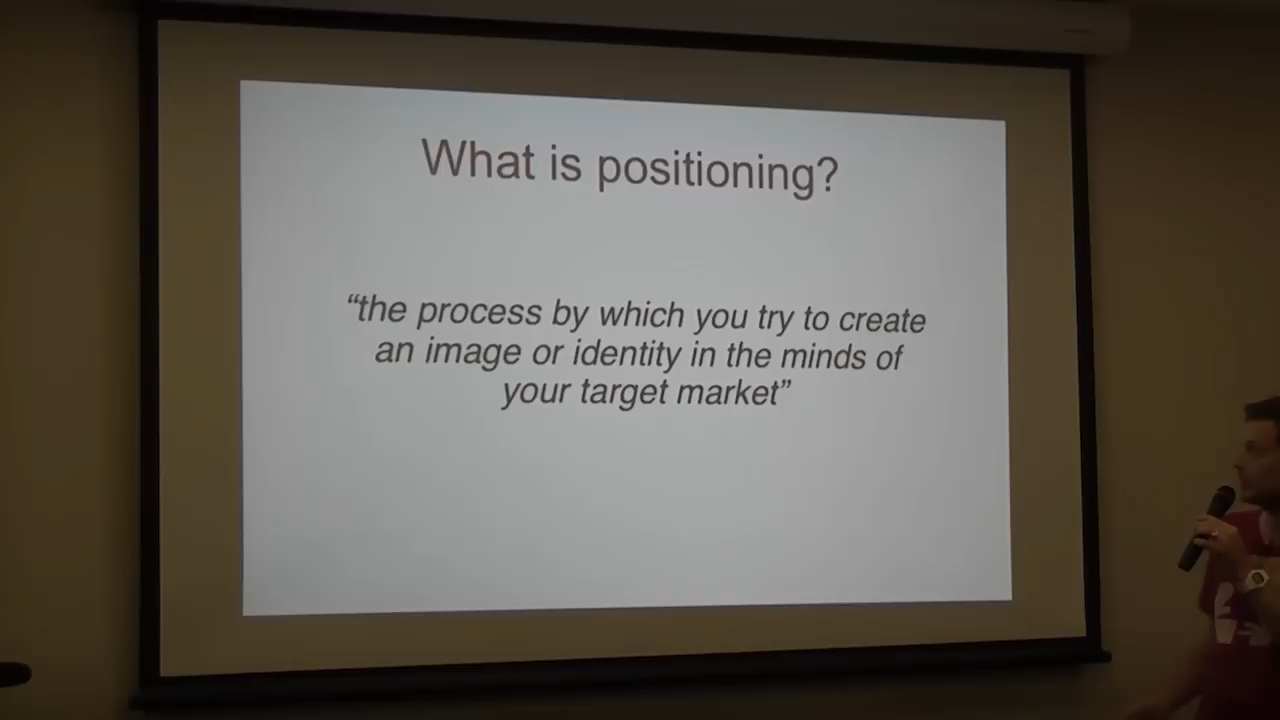 What is positioning?
“the process by which you try to create
an image or identity in the minds of
your target market”